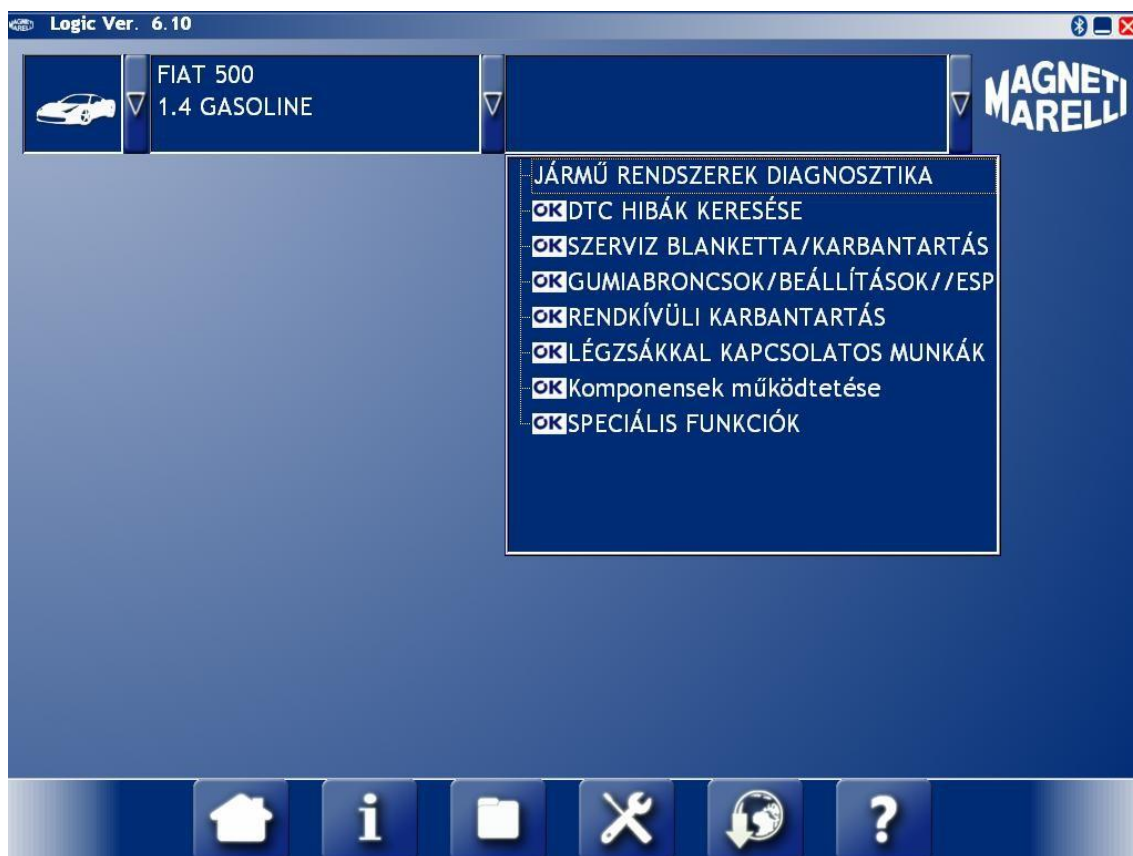 Logic Ver. 6.10
FIAT 500
1.4 GASOLINE
MAGNETI
MARELLI
JÁRMŰ RENDSZEREK DIAGNOSZTIKA
OK DTC HIBÁK KERESÉSE
OK SZERVIZ BLANKETTA/KARBANTARTÁS
OK GUMIABRONCSOK/BEÁLLÍTÁSOK//ESP
OK RENDKÍVÜLI KARBANTARTÁS
OK LÉGZSÁKKAL KAPCSOLATOS MUNKÁK
OK Komponensek működtetése
OK SPECIÁLIS FUNKCIÓK
i
?